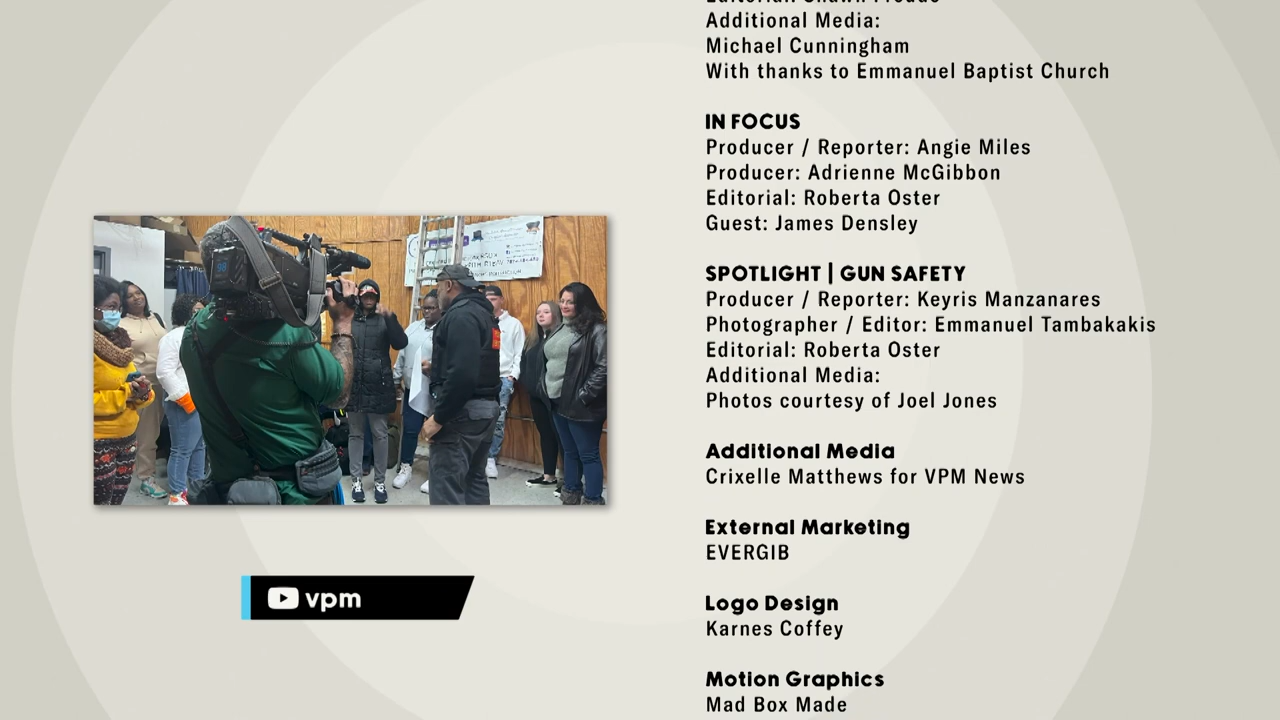 Additional Media:
Michael Cunningham
With thanks to Emmanuel Baptist Church
IN FOCUS
Producer / Reporter: Angie Miles
Producer: Adrienne McGibbon
Editorial: Roberta Oster
Guest: James Densley
SPOTLIGHT | GUN SAFETY
Producer / Reporter: Keyris Manzanares
Photographer / Editor: Emmanuel Tambakakis
Editorial: Roberta Oster
Additional Media:
Photos courtesy of Joel Jones
Additional Media
Crixelle Matthews for VPM News
External Marketing
EVERGIB
Logo Design
Karnes Coffey
Motion Graphics
Mad Box Made
vpm